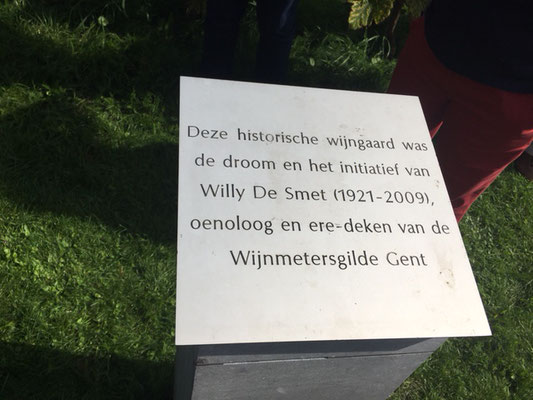 Deze historische wijngaard was
de droom en het initiatief van
Willy De Smet (1921-2009),
oenoloog en ere-deken van de
Wijnmetersgilde Gent